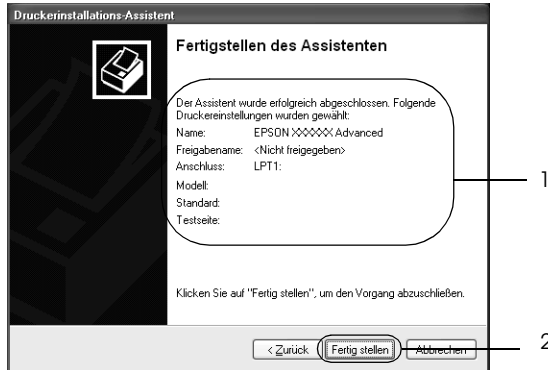 Druckerinstallations-Assistent
Fertigstellen des Assistenten
Der Assistent wurde erfolgreich abgeschlossen. Folgende
Druckereinstellungen wurden gewählt:
Name: EPSON XXXXXX Advanced
Freigabename: <Nicht freigegeben>
Anschluss: LPT1:
Modell:
Standard:
Testseite:
1
Klicken Sie auf "Fertig stellen", um den Vorgang abzuschließen.
< Zurück Fertig stellen Abbrechen
2